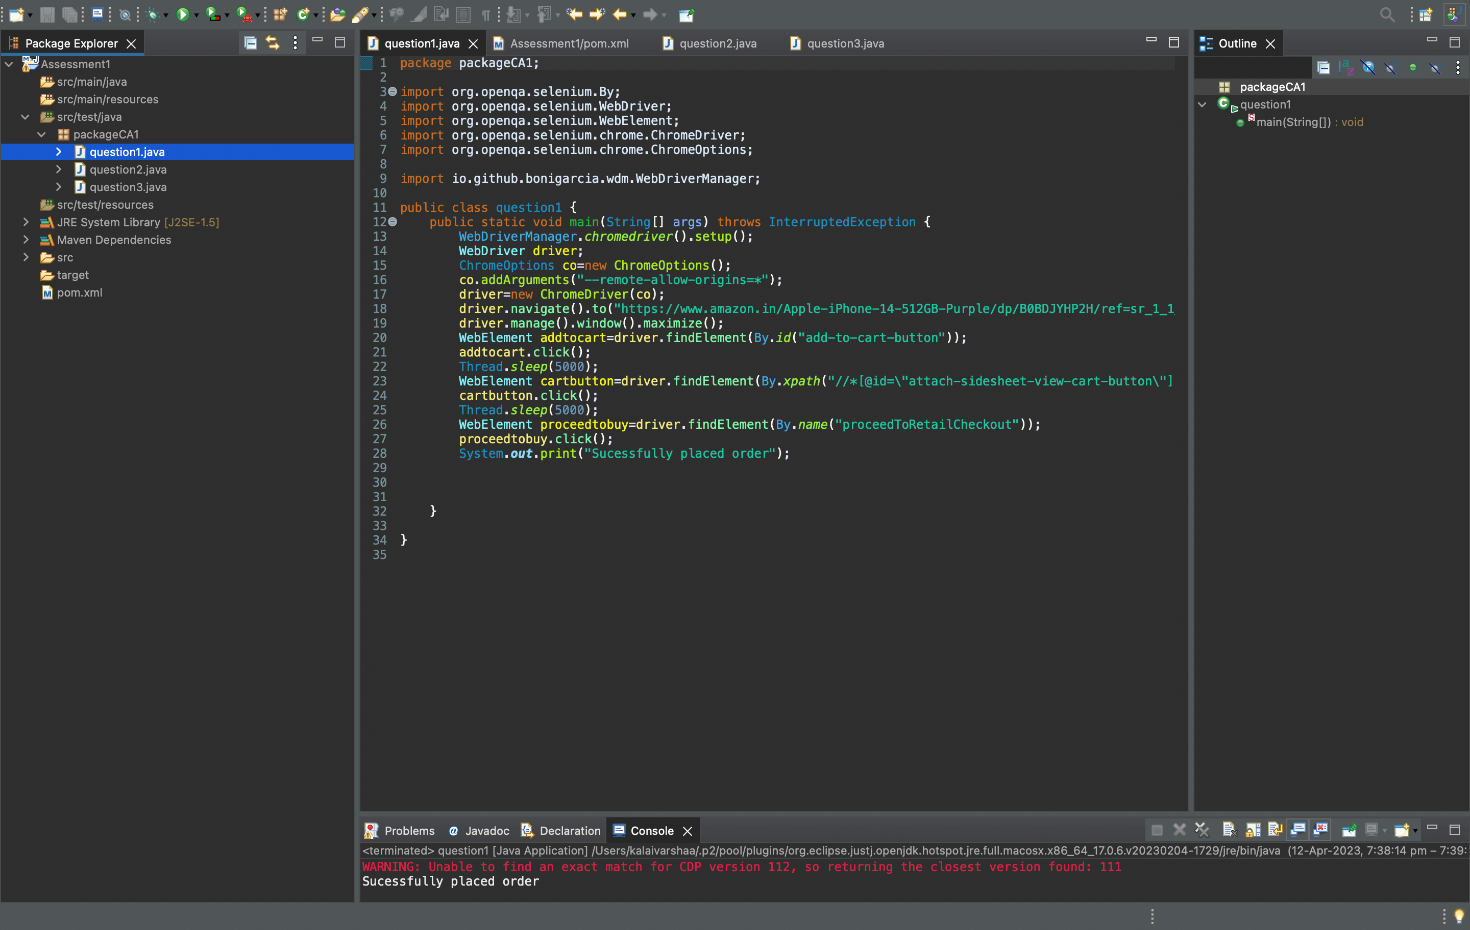 Package Explorer
Assessment1
src/main/java
src/main/resources
src/test/java
packageCA1
question1.java
question2.java
question3.java
src/test/resources
JRE System Library [J2SE-1.5]
Maven Dependencies
src
target
pom.xml
question1.java
Assessment1/pom.xml
question2.java
question3.java
1 package packageCA1;
2
3 import org.openqa.selenium.By;
4 import org.openqa.selenium.WebDriver;
5 import org.openqa.selenium.WebElement;
6 import org.openqa.selenium.chrome.ChromeDriver;
7 import org.openqa.selenium.chrome.ChromeOptions;
8
9 import io.github.bonigarcia.wdm.WebDriverManager;
10
11 public class question1 {
12 public static void main(String[] args) throws InterruptedException {
13 WebDriverManager.chromedriver().setup();
14 WebDriver driver;
15 ChromeOptions co=new ChromeOptions();
16 co.addArguments("--remote-allow-origins=*");
17 driver=new ChromeDriver(co);
18 driver.navigate().to("https://www.amazon.in/Apple-iPhone-14-512GB-Purple/dp/B0BDJYHP2H/ref=sr_1_1
19 driver.manage().window().maximize();
20 WebElement addtocart=driver.findElement(By.id("add-to-cart-button"));
21 addtocart.click();
22 Thread.sleep(5000);
23 WebElement cartbutton=driver.findElement(By.xpath("//*[@id=\"attach-sidesheet-view-cart-button\"]
24 cartbutton.click();
25 Thread.sleep(5000);
26 WebElement proceedtobuy=driver.findElement(By.name("proceedToRetailCheckout"));
27 proceedtobuy.click();
28 System.out.print("Sucessfully placed order");
29
30
31
32 }
33
34 }
35
Outline
packageCA1
question1
main(String[]) : void
Problems
Javadoc
Declaration
Console
<terminated> question1 [Java Application] /Users/kalaivarshaa/.p2/pool/plugins/org.eclipse.justj.openjdk.hotspot.jre.full.macosx.x86_64_17.0.6.v20230204-1729/jre/bin/java (12-Apr-2023, 7:38:14 pm – 7:39:
WARNING: Unable to find an exact match for CDP version 112, so returning the closest version found: 111
Sucessfully placed order